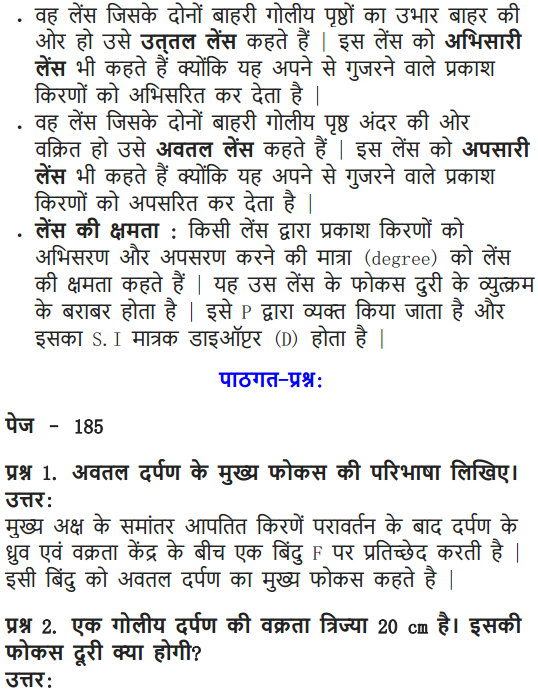 • वह लेंस जिसके दोनों बाहरी गोलीय पृष्ठों का उभार बाहर की
ओर हो उसे उत्तल लेंस कहते हैं | इस लेंस को अभिसारी
लेंस भी कहते हैं क्योंकि यह अपने से गुजरने वाले प्रकाश
किरणों को अभिसरित कर देता है |
• वह लेंस जिसके दोनों बाहरी गोलीय पृष्ठ अंदर की ओर
वक्रित हो उसे अवतल लेंस कहते हैं | इस लेंस को अपसारी
लेंस भी कहते हैं क्योंकि यह अपने से गुजरने वाले प्रकाश
किरणों को अपसरित कर देता है |
• लेंस की क्षमता : किसी लेंस द्वारा प्रकाश किरणों को
अभिसरण और अपसरण करने की मात्रा (degree) को लेंस
की क्षमता कहते हैं | यह उस लेंस के फोकस दुरी के व्युत्क्रम
के बराबर होता है | इसे P द्वारा व्यक्त किया जाता है और
इसका S.I मात्रक डाइऑप्टर (D) होता है |
पाठगत-प्रश्न:
पेज - 185
प्रश्न 1. अवतल दर्पण के मुख्य फोकस की परिभाषा लिखिए।
उत्तर:
मुख्य अक्ष के समांतर आपतित किरणें परावर्तन के बाद दर्पण के
ध्रुव एवं वक्रता केंद्र के बीच एक बिंदु F पर प्रतिच्छेद करती है |
इसी बिंदु को अवतल दर्पण का मुख्य फोकस कहते है |
प्रश्न 2. एक गोलीय दर्पण की वक्रता त्रिज्या 20 cm है। इसकी
फोकस दूरी क्या होगी?
उत्तर: